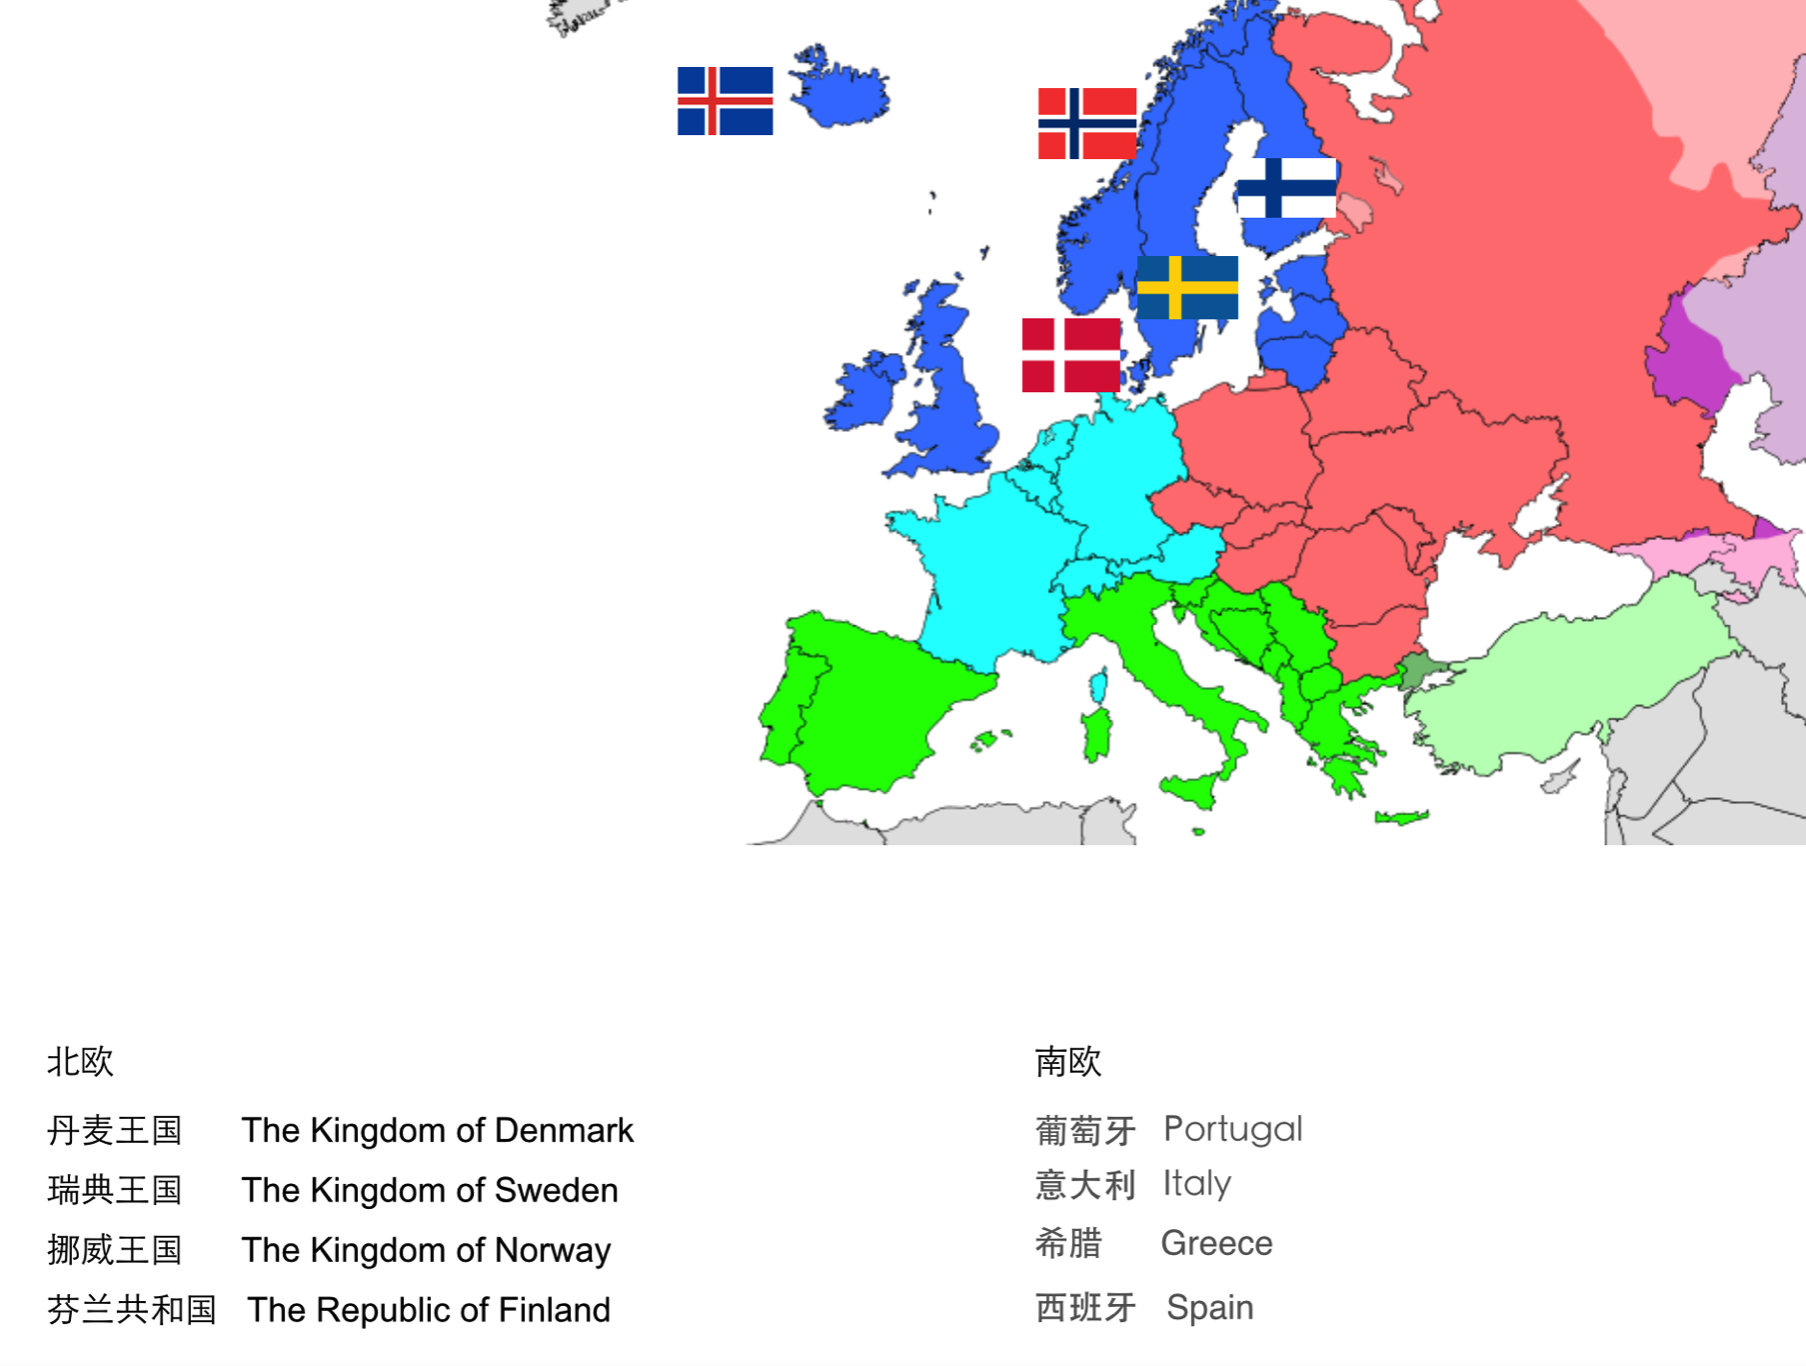 北欧
丹麦王国 The Kingdom of Denmark
瑞典王国 The Kingdom of Sweden
挪威王国 The Kingdom of Norway
芬兰共和国 The Republic of Finland
南欧
葡萄牙 Portugal
意大利 Italy
希腊 Greece
西班牙 Spain